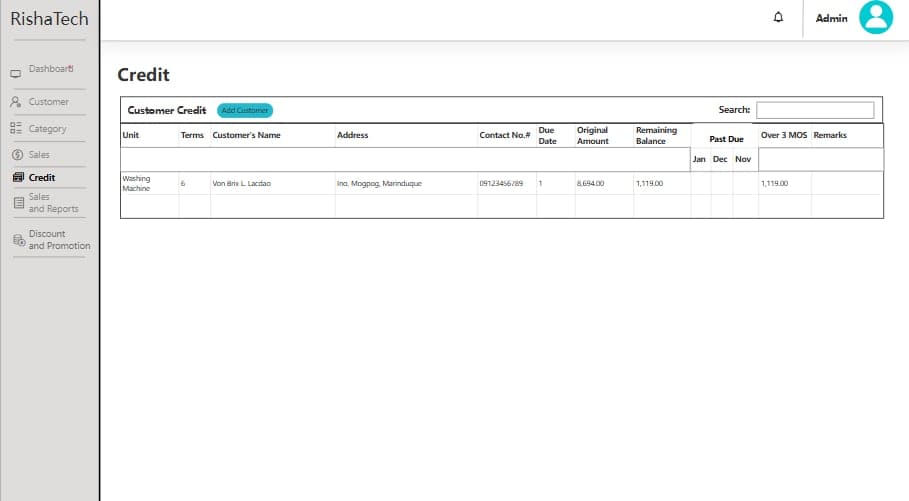 RishaTech
Admin
Dashboard
Customer
Category
Sales
Credit
Sales
and Reports
Discount
and Promotion
Credit
Customer Credit Add Customer Search:
Unit Terms Customer's Name Address Contact No.# Due Date Original Amount Remaining Balance Past Due Over 3 MOS Remarks
Jan Dec Nov
Washing Machine 6 Von Brix L. Lacdao Ino, Mogpog, Marinduque 09123456789 1 8,694.00 1,119.00 1,119.00